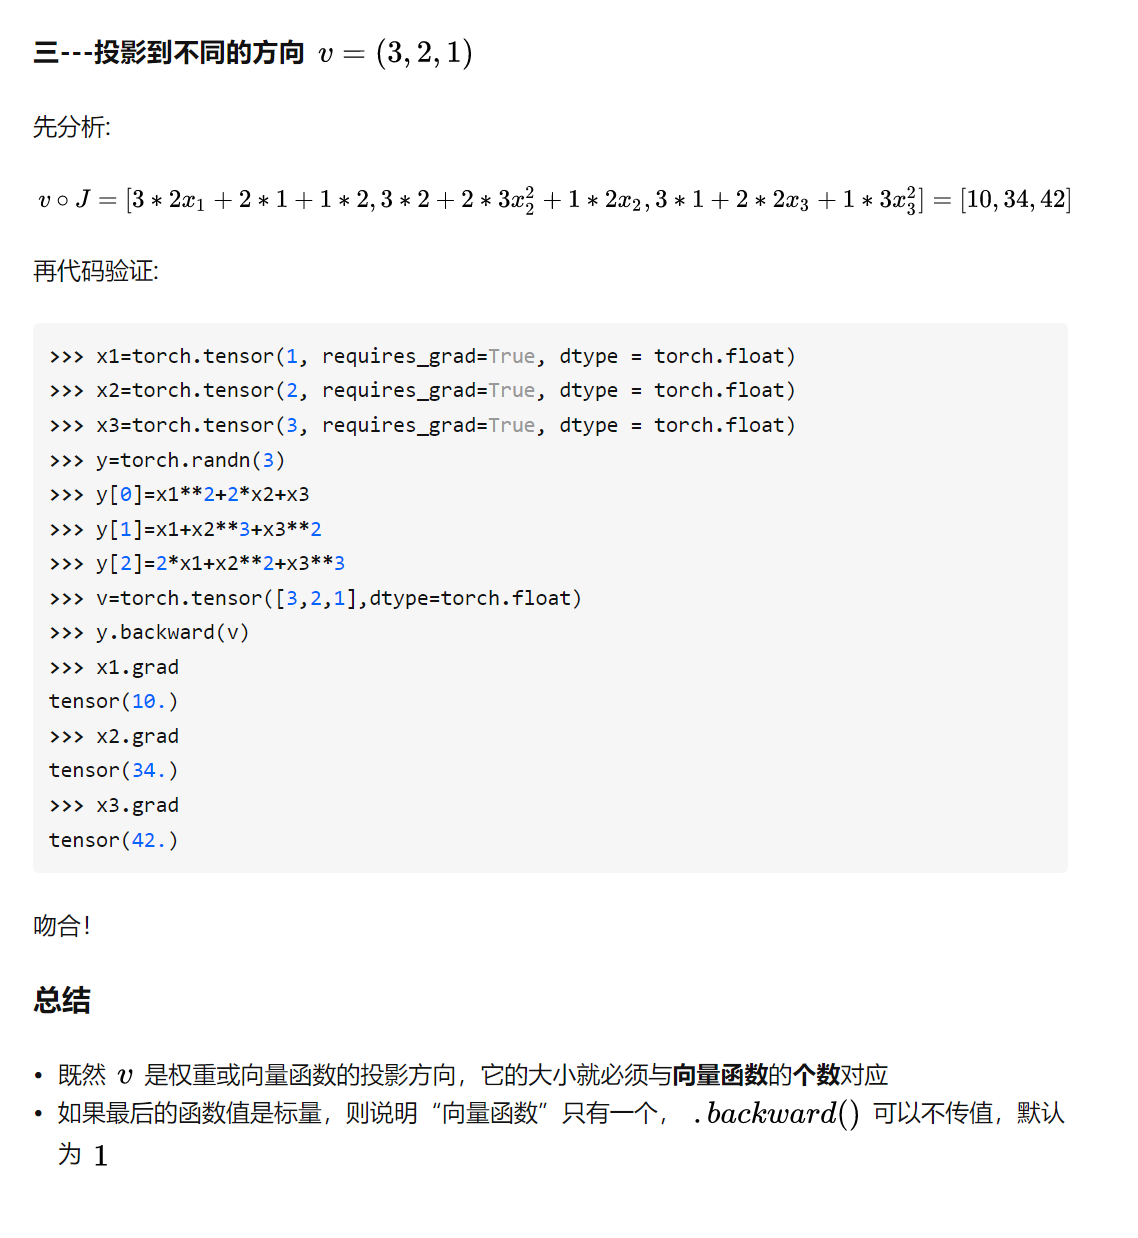 三---投影到不同的方向 v = (3, 2, 1)
先分析:
v ∘ J = [3 ∗ 2x₁ + 2 ∗ 1 + 1 ∗ 2, 3 ∗ 2 + 2 ∗ 3x₂² + 1 ∗ 2x₂, 3 ∗ 1 + 2 ∗ 2x₃ + 1 ∗ 3x₃²] = [10, 34, 42]
再代码验证:
>>> x1=torch.tensor(1, requires_grad=True, dtype = torch.float)
>>> x2=torch.tensor(2, requires_grad=True, dtype = torch.float)
>>> x3=torch.tensor(3, requires_grad=True, dtype = torch.float)
>>> y=torch.randn(3)
>>> y[0]=x1**2+2*x2+x3
>>> y[1]=x1+x2**3+x3**2
>>> y[2]=2*x1+x2**2+x3**3
>>> v=torch.tensor([3,2,1],dtype=torch.float)
>>> y.backward(v)
>>> x1.grad
tensor(10.)
>>> x2.grad
tensor(34.)
>>> x3.grad
tensor(42.)
吻合!
总结
• 既然 v 是权重或向量函数的投影方向，它的大小就必须与向量函数的个数对应
• 如果最后的函数值是标量，则说明“向量函数”只有一个， .backward() 可以不传值，默认
为 1